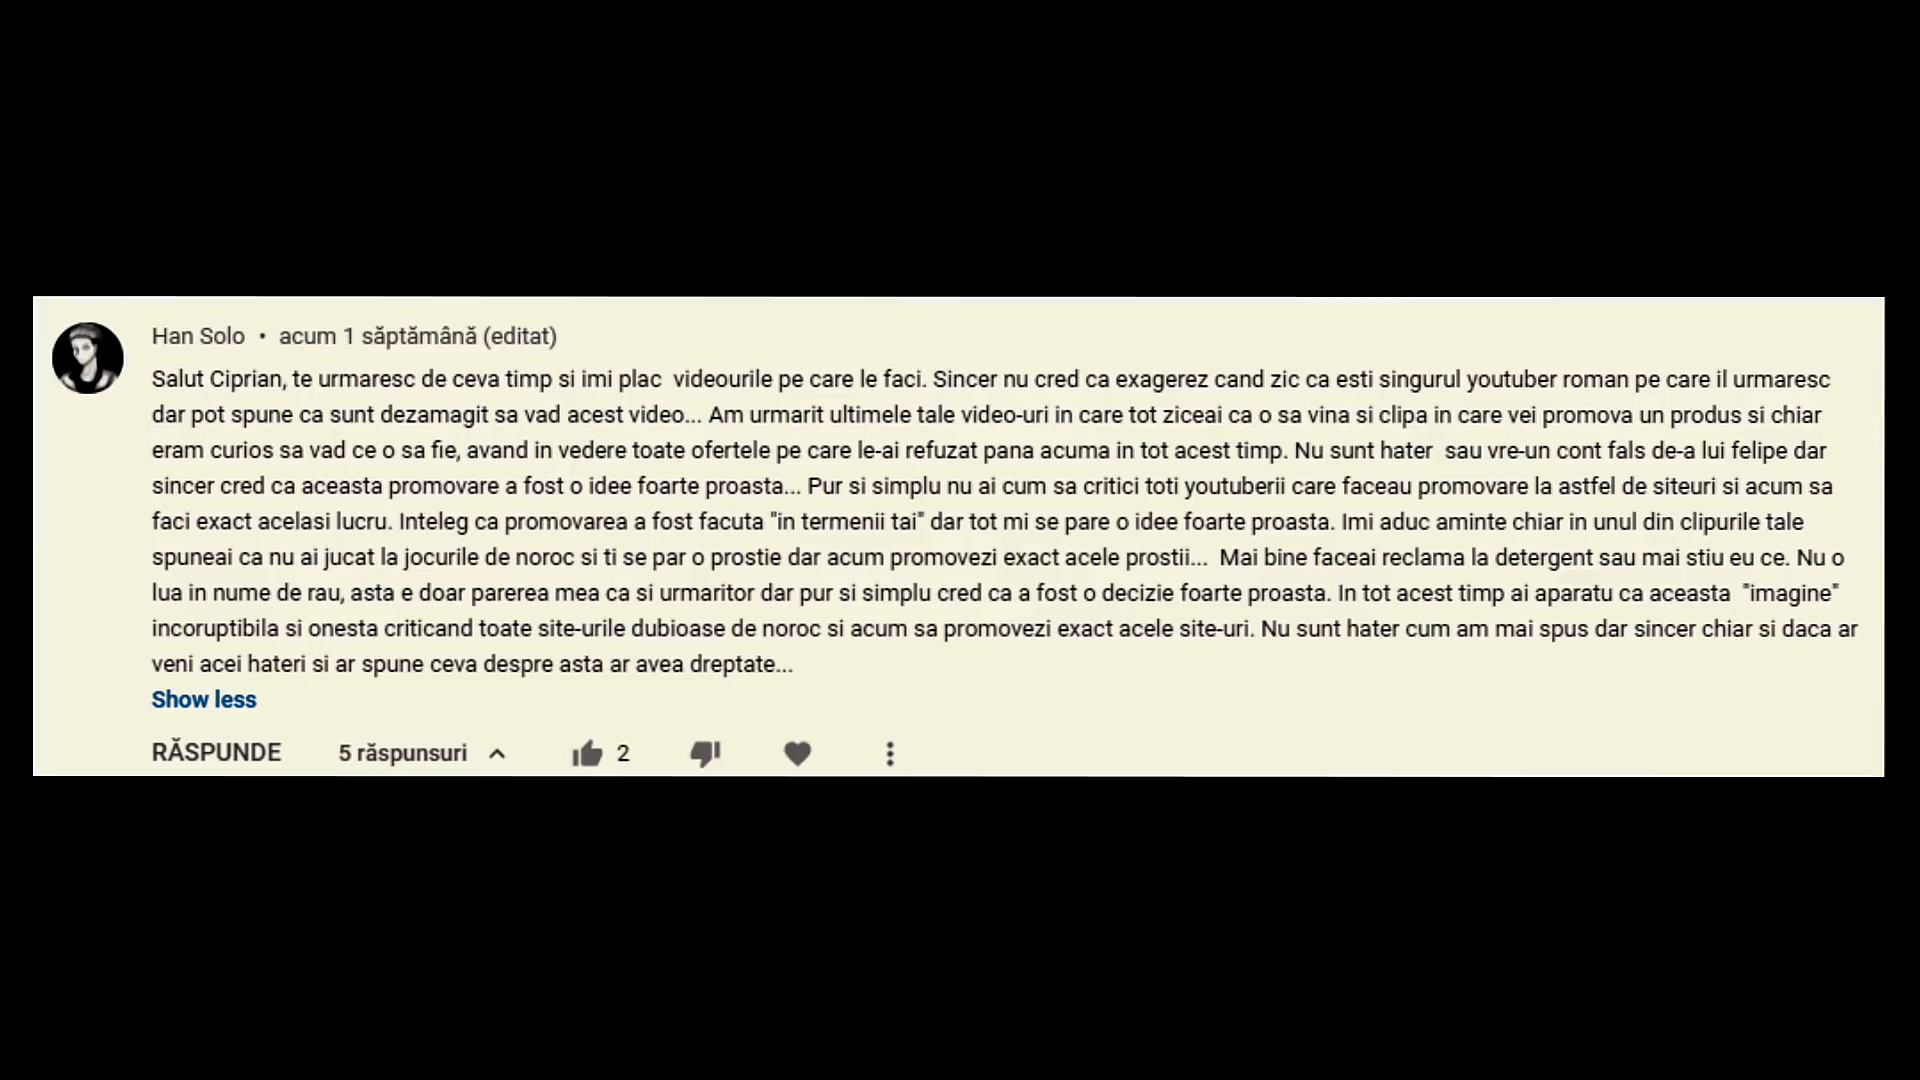 Han Solo • acum 1 săptămână (editat)
Salut Ciprian, te urmaresc de ceva timp si imi plac videourile pe care le faci. Sincer nu cred ca exagerez cand zic ca esti singurul youtuber roman pe care il urmaresc
dar pot spune ca sunt dezamagit sa vad acest video... Am urmarit ultimele tale video-uri in care tot ziceai ca o sa vina si clipa in care vei promova un produs si chiar
eram curios sa vad ce o sa fie, avand in vedere toate ofertele pe care le-ai refuzat pana acuma in tot acest timp. Nu sunt hater sau vre-un cont fals de-a lui felipe dar
sincer cred ca aceasta promovare a fost o idee foarte proasta... Pur si simplu nu ai cum sa critici toti youtuberii care faceau promovare la astfel de siteuri si acum sa
faci exact acelasi lucru. Inteleg ca promovarea a fost facuta "in termenii tai" dar tot mi se pare o idee foarte proasta. Imi aduc aminte chiar in unul din clipurile tale
spuneai ca nu ai jucat la jocurile de noroc si ti se par o prostie dar acum promovezi exact acele prostii... Mai bine faceai reclama la detergent sau mai stiu eu ce. Nu o
lua in nume de rau, asta e doar parerea mea ca si urmaritor dar pur si simplu cred ca a fost o decizie foarte proasta. In tot acest timp ai aparatu ca aceasta "imagine"
incoruptibila si onesta criticand toate site-urile dubioase de noroc si acum sa promovezi exact acele site-uri. Nu sunt hater cum am mai spus dar sincer chiar si daca ar
veni acei hateri si ar spune ceva despre asta ar avea dreptate...
Show less
RĂSPUNDE 5 răspunsuri 2